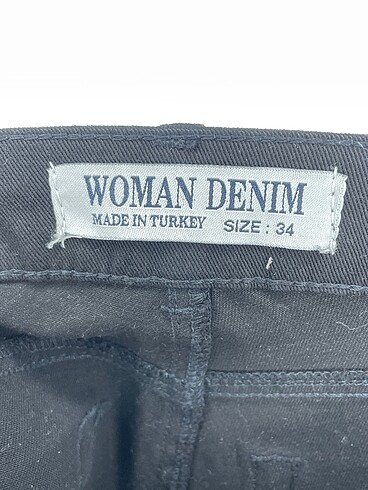 WOMAN DENIM
MADE IN TURKEY SIZE : 34